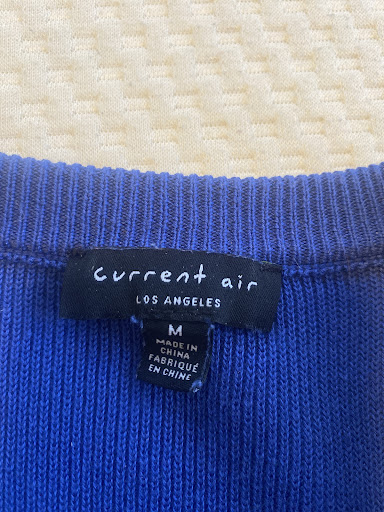 current air
LOS ANGELES
M
MADE IN
CHINA
FABRIQUÉ
EN CHINE